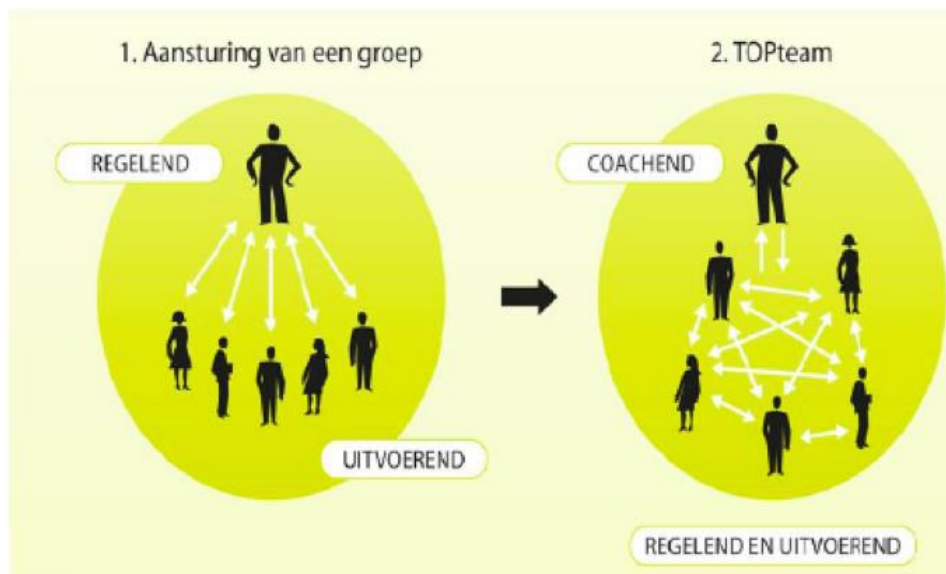 1. Aansturing van een groep
REGELEND
UITVOEREND
2. TOPteam
COACHEND
REGELEND EN UITVOEREND